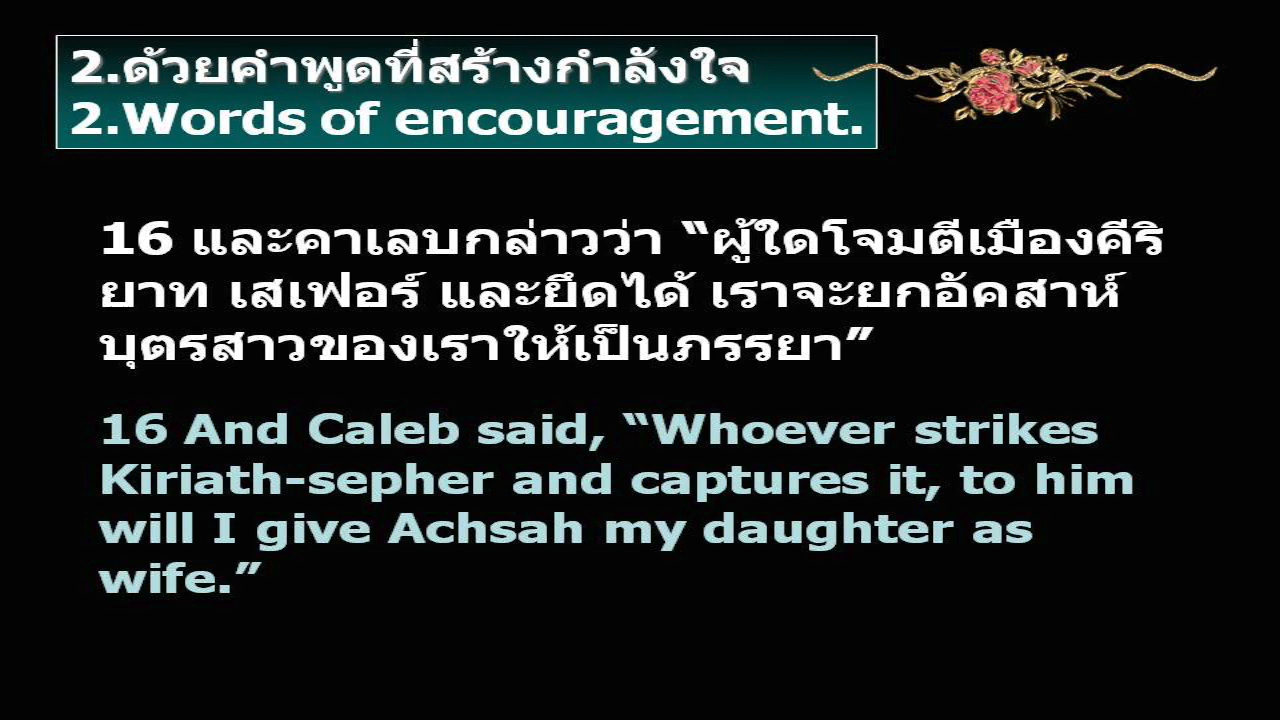 2.ด้วยคำพูดที่สร้างกำลังใจ
2.Words of encouragement.
16 และคาเลบกล่าวว่า “ผู้ใดโจมตีเมืองคีริ
ยาท เสเฟอร์ และยึดได้ เราจะยกอัคสาห์
บุตรสาวของเราให้เป็นภรรยา”
16 And Caleb said, “Whoever strikes
Kiriath-sepher and captures it, to him
will I give Achsah my daughter as
wife.”